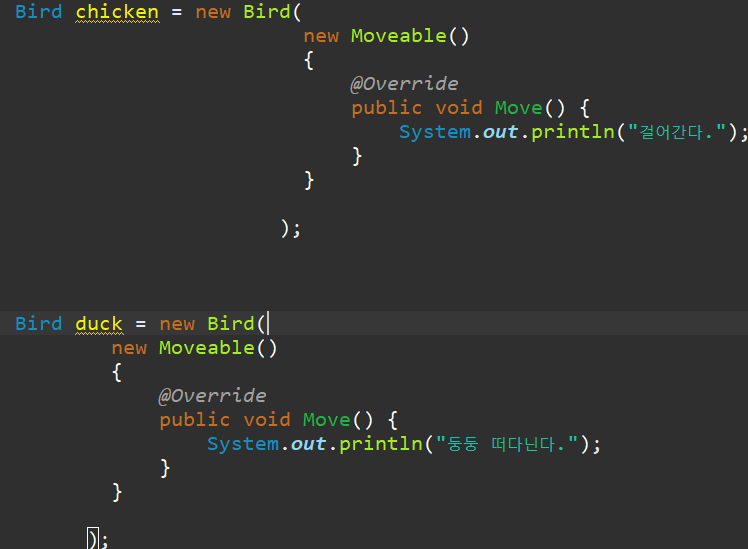 Bird chicken = new Bird(
new Moveable()
{
@Override
public void Move() {
System.out.println("걸어간다.");
}
}
);
Bird duck = new Bird(
new Moveable()
{
@Override
public void Move() {
System.out.println("둥둥 떠다닌다.");
}
}
);